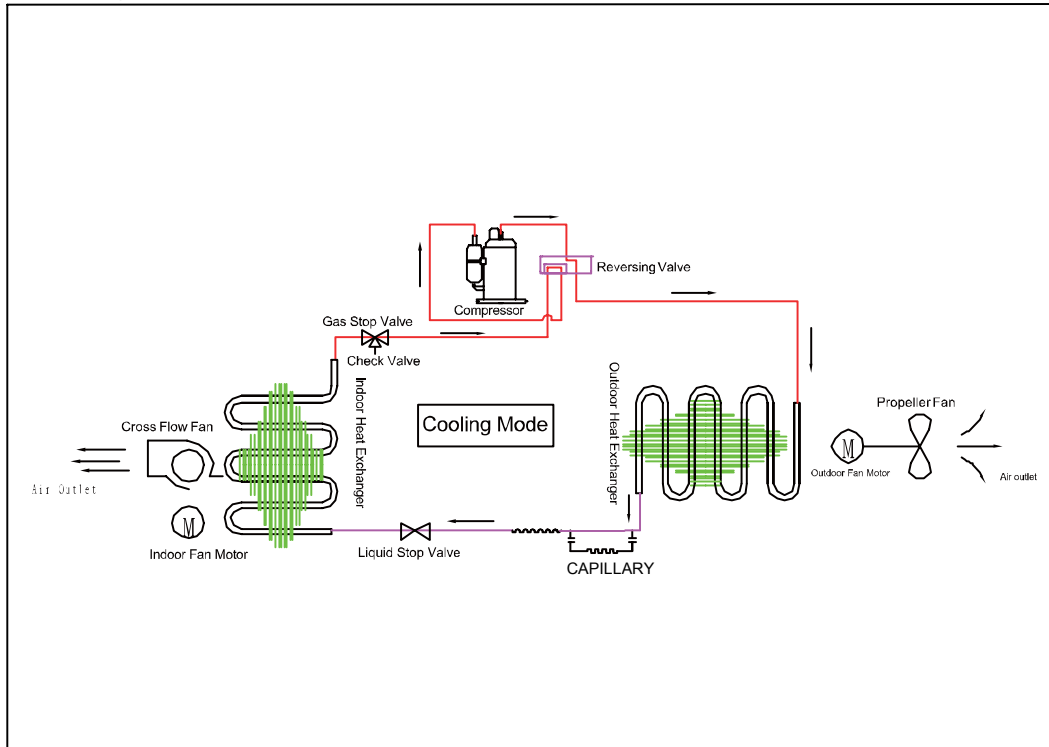 Reversing Valve
Compressor
Gas Stop Valve
Check Valve
Indoor Heat Exchanger
Outdoor Heat Exchanger
Cooling Mode
Cross Flow Fan
Air Outlet
M
Indoor Fan Motor
Liquid Stop Valve
CAPILLARY
Propeller Fan
M
Outdoor Fan Motor
Air outlet